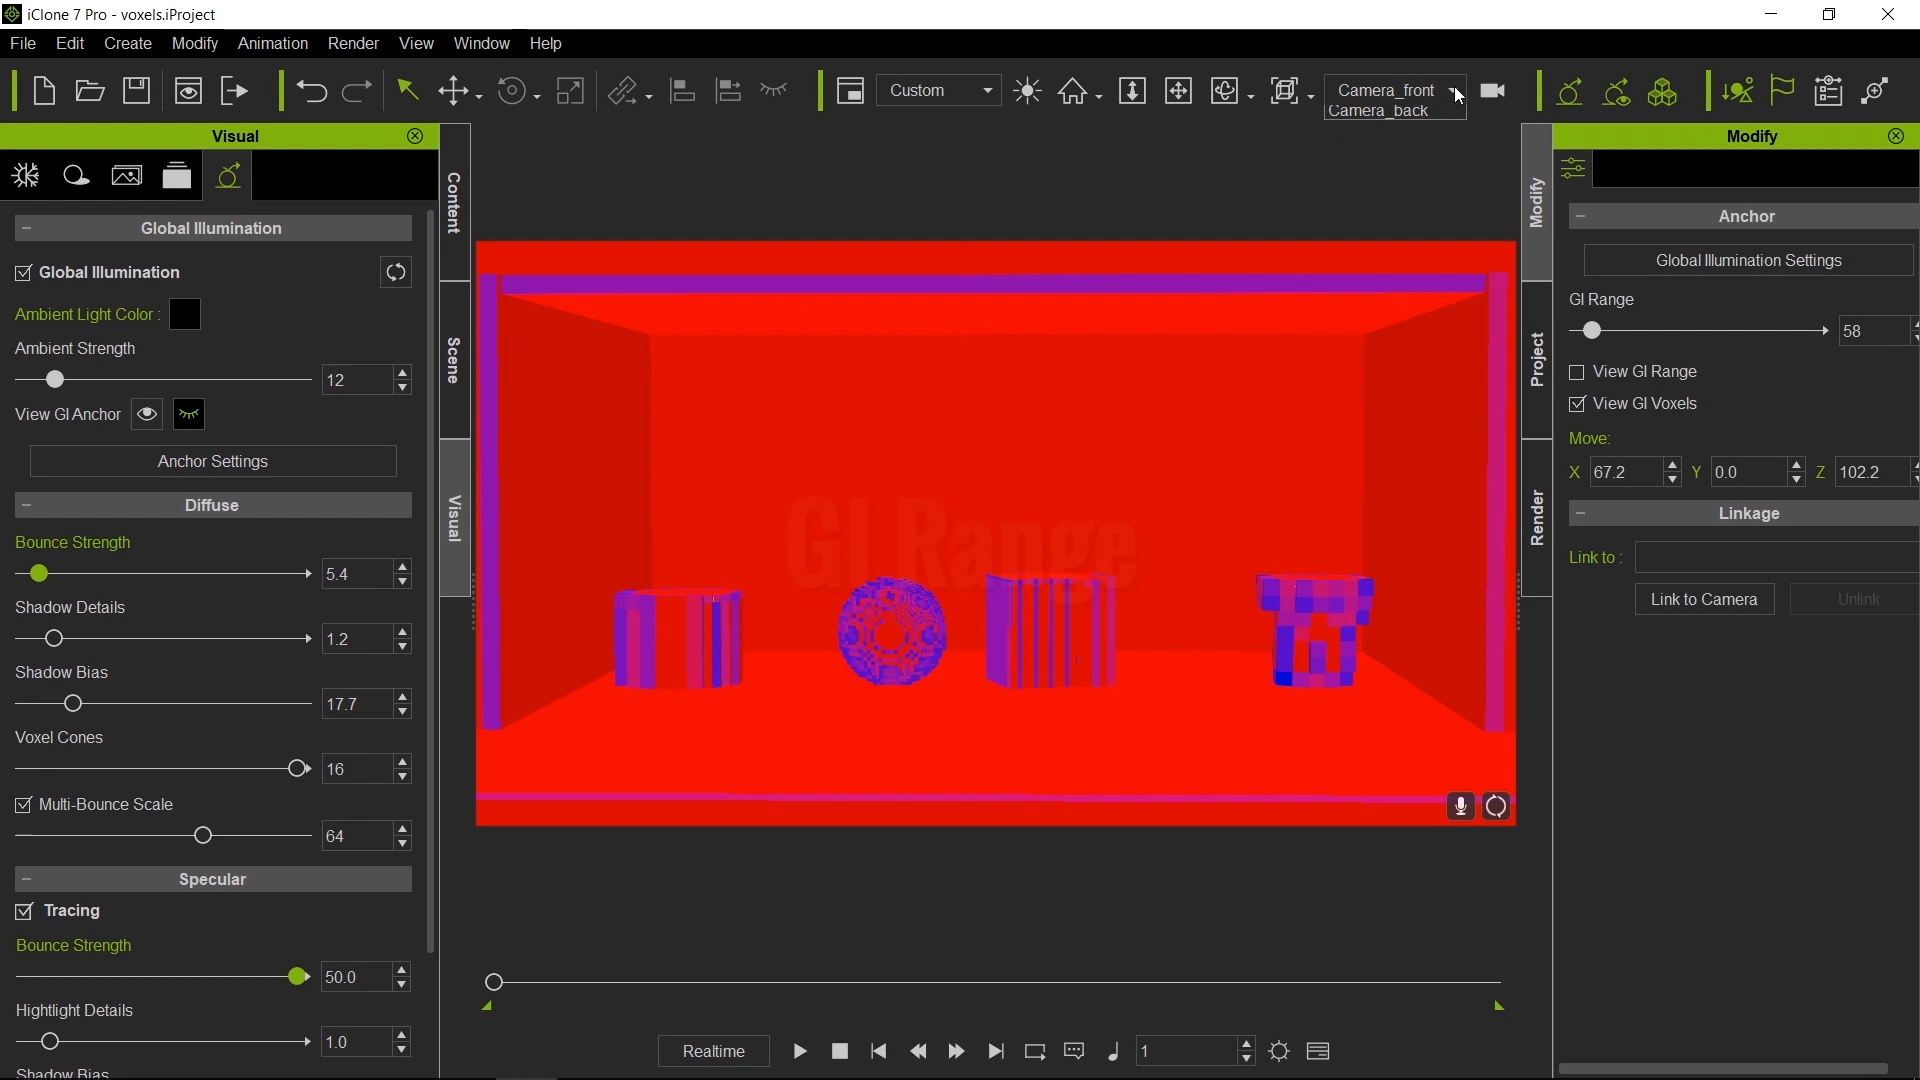 iClone 7 Pro - voxels.iProject
File Edit Create Modify Animation Render View Window Help
Custom
Camera_front
Camera_back
Visual
Modify
Content
Scene
Visual
Global Illumination
Global Illumination
Ambient Light Color :
Ambient Strength
12
View GI Anchor
Anchor Settings
Diffuse
Bounce Strength
5.4
Shadow Details
1.2
Shadow Bias
17.7
Voxel Cones
16
Multi-Bounce Scale
64
Specular
Tracing
Bounce Strength
50.0
Hightlight Details
1.0
Shadow Bias
GI Range
Realtime
1
Modify
Project
Render
Anchor
Global Illumination Settings
GI Range
58
View GI Range
View GI Voxels
Move:
X 67.2 Y 0.0 Z 102.2
Linkage
Link to :
Link to Camera Unlink